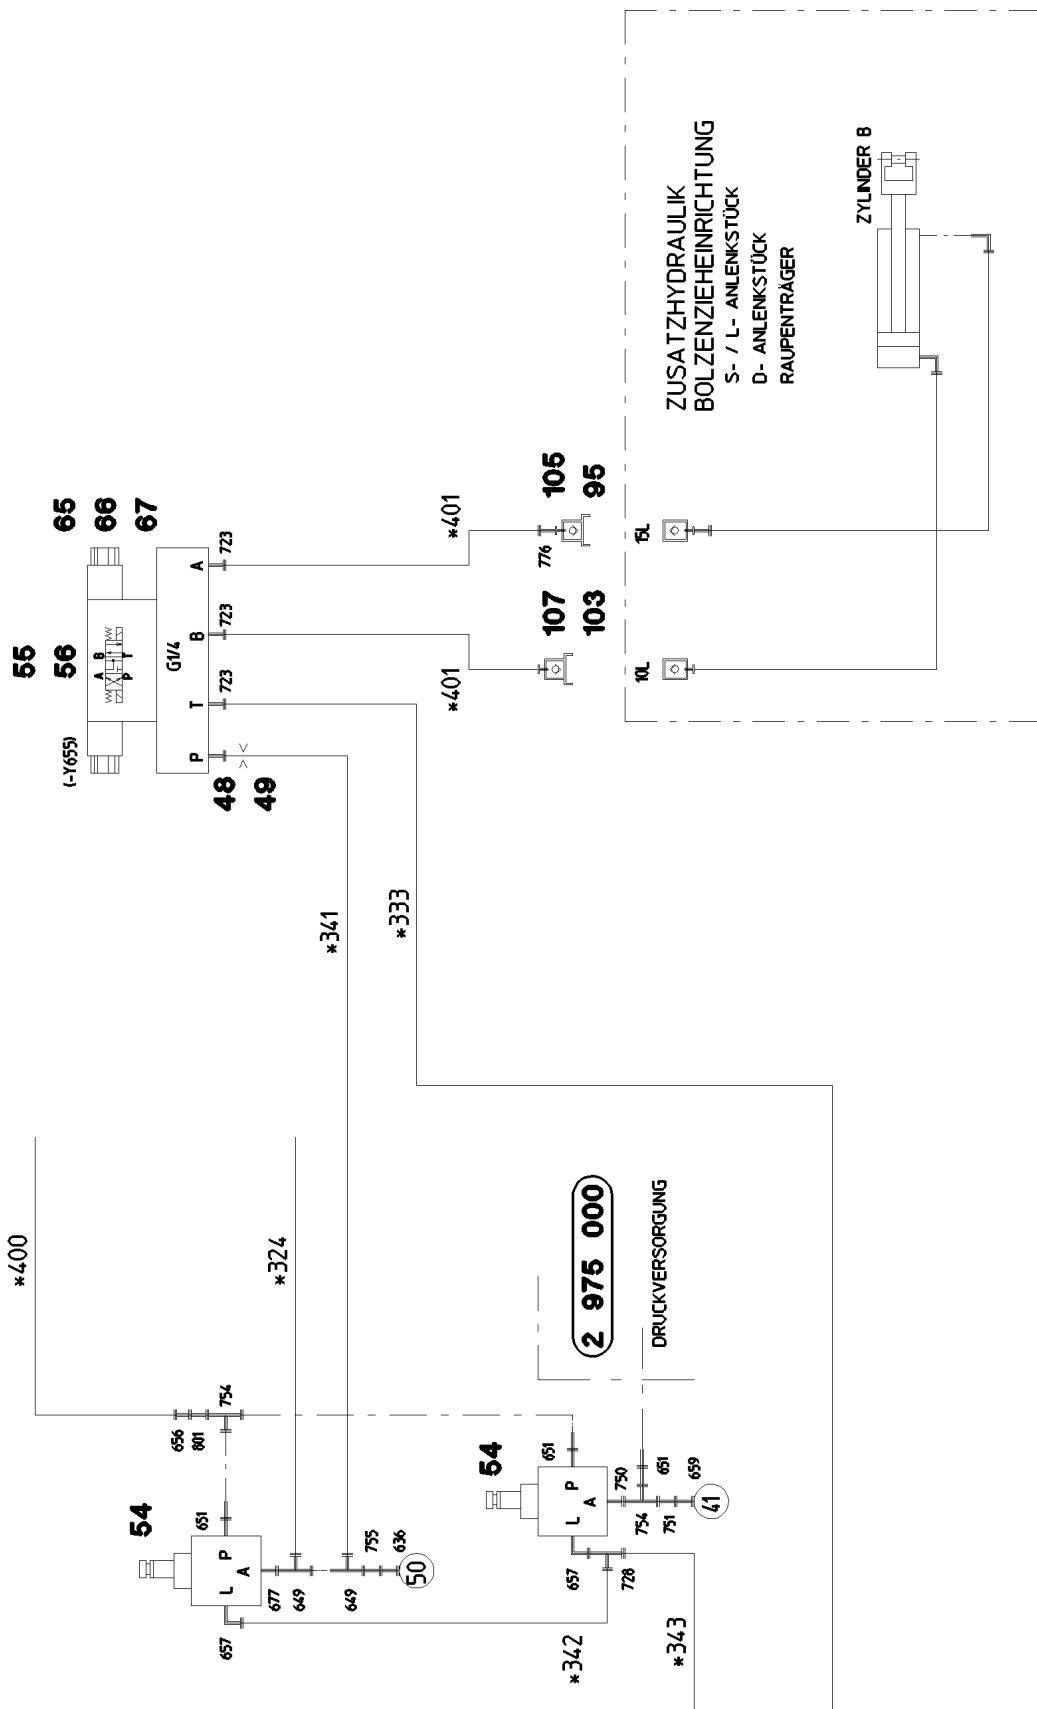 ZUSATZHYDRAULIK
BOLZENZIEHEINRICHTUNG
S- / L- ANLENKSTÜCK
D- ANLENKSTÜCK
RAUPENTRÄGER
ZYLINDER B
65
66
67
55
56
(-Y655)
A B
P T
G1/4
P
T
B
A
723
723
723
48
49
*401
*401
105
95
776
107
103
15L
10L
*341
*333
*400
*324
2 975 000
DRUCKVERSORGUNG
656
801
754
54
651
L
P
A
657
677
649
649
755
636
50
54
651
L
P
A
750
651
659
754
751
41
657
728
*342
*343